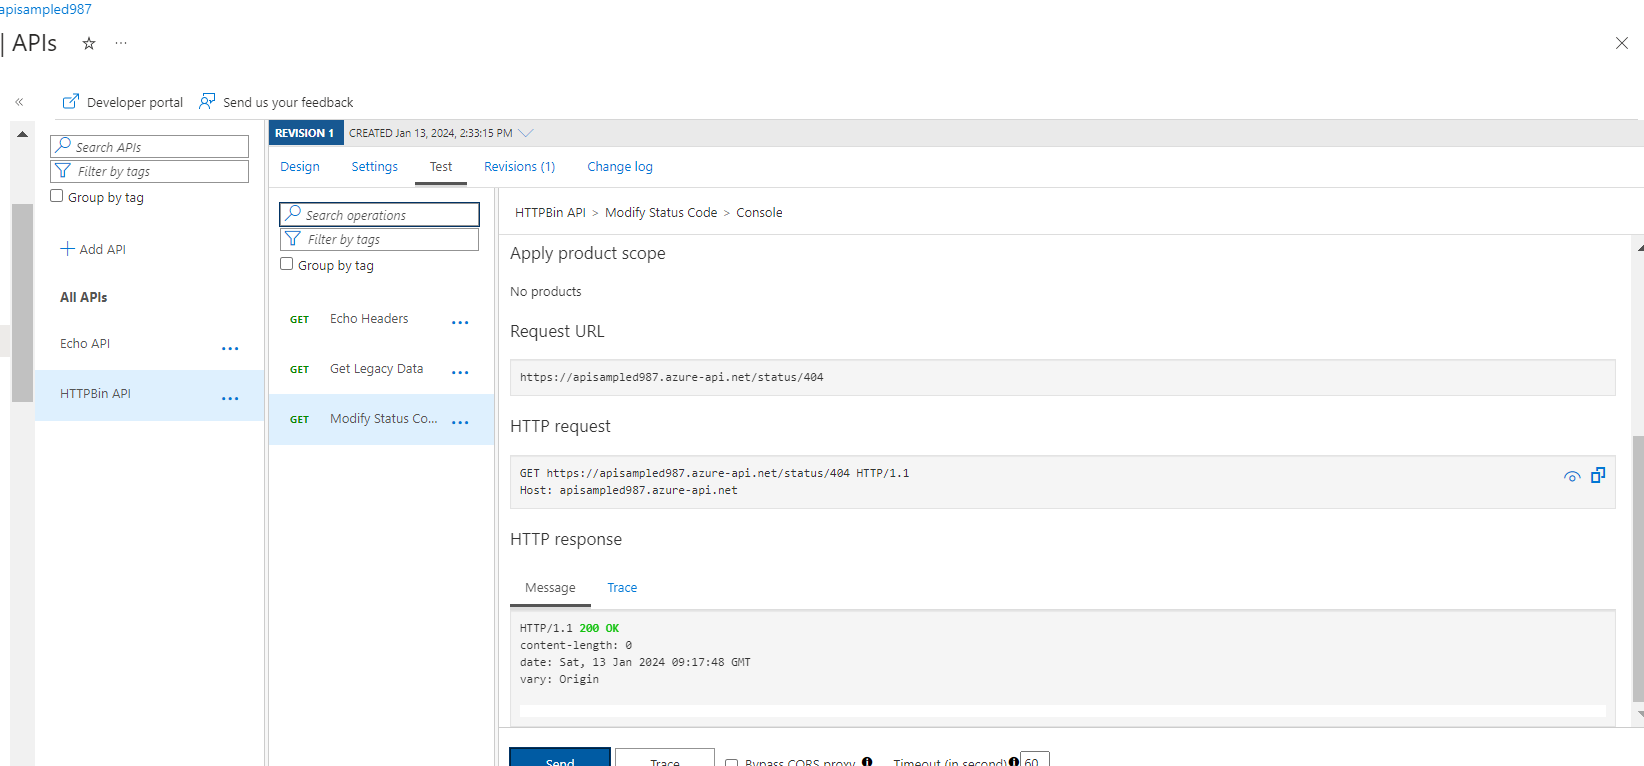 apisampled987
| APIs
Developer portal
Send us your feedback
Search APIs
Filter by tags
Group by tag
Add API
All APIs
Echo API
HTTPBin API
REVISION 1
CREATED Jan 13, 2024, 2:33:15 PM
Design
Settings
Test
Revisions (1)
Change log
Search operations
Filter by tags
Group by tag
GET Echo Headers
GET Get Legacy Data
GET Modify Status Co...
HTTPBin API > Modify Status Code > Console
Apply product scope
No products
Request URL
https://apisampled987.azure-api.net/status/404
HTTP request
GET https://apisampled987.azure-api.net/status/404 HTTP/1.1
Host: apisampled987.azure-api.net
HTTP response
Message
Trace
HTTP/1.1 200 OK
content-length: 0
date: Sat, 13 Jan 2024 09:17:48 GMT
vary: Origin
Send
Trace
Bypass CORS proxy
Timeout (in second)
60